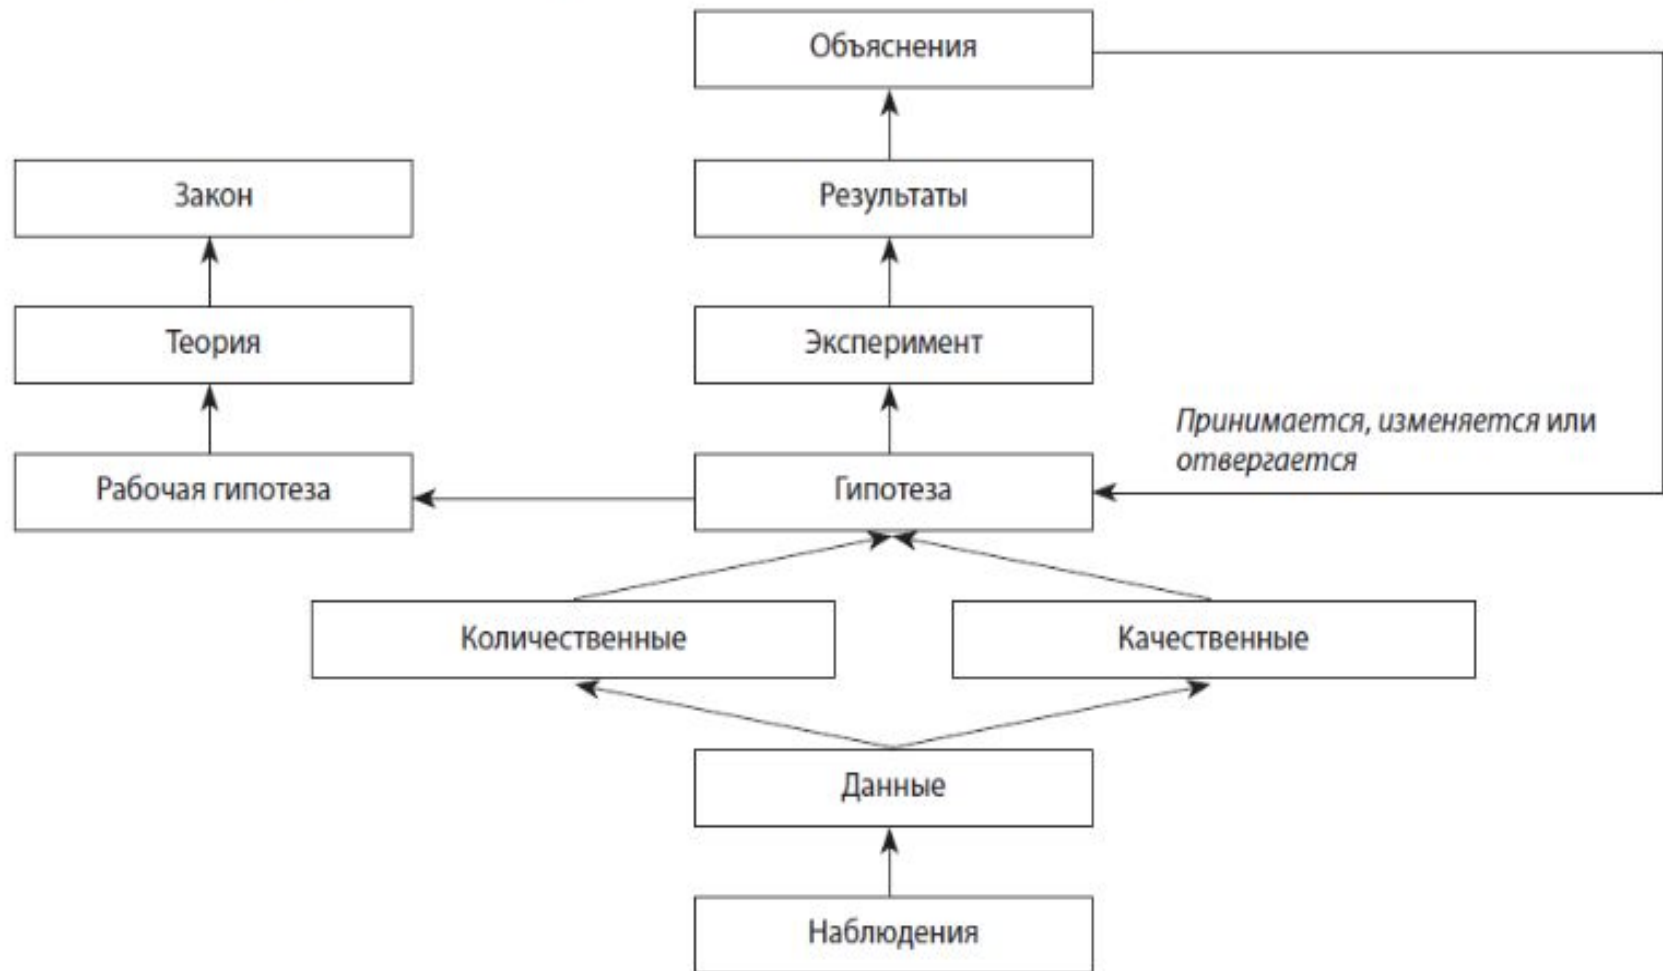 Объяснения
Закон
Результаты
Теория
Эксперимент
Принимается, изменяется или
отвергается
Рабочая гипотеза
Гипотеза
Количественные
Качественные
Данные
Наблюдения